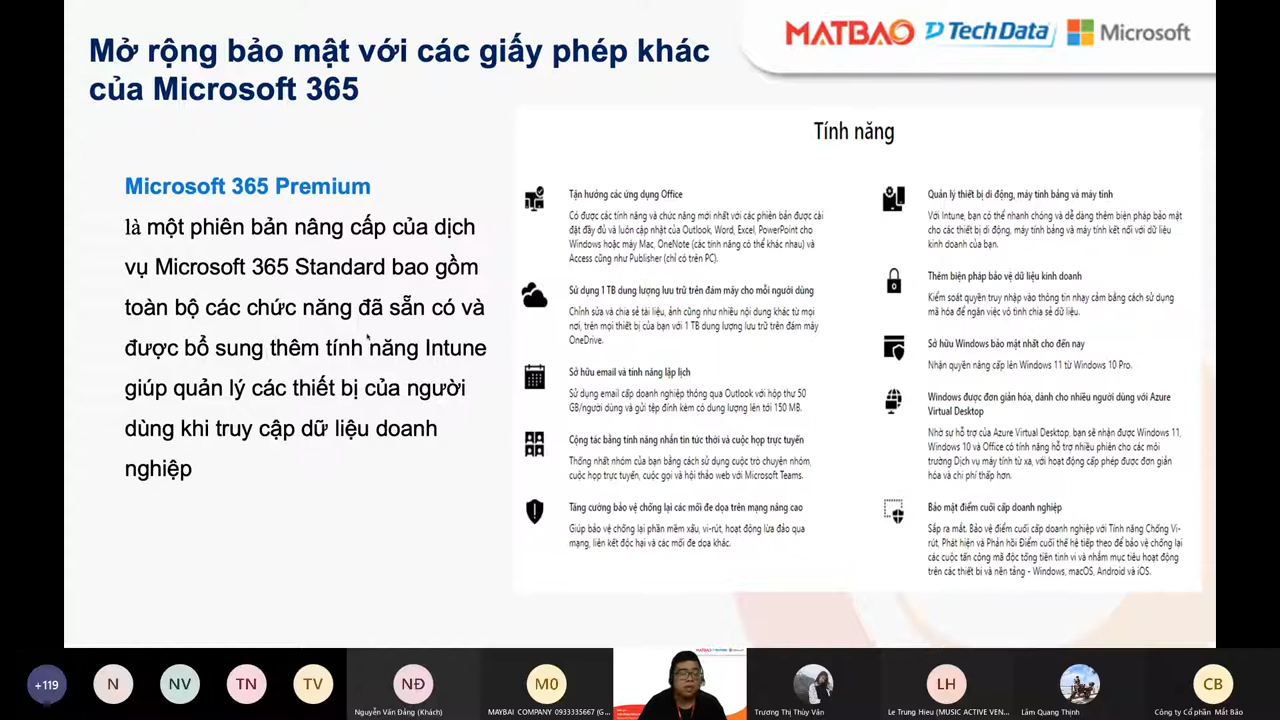 Mở rộng bảo mật với các giấy phép khác
của Microsoft 365
MATBAO TechData Microsoft
Microsoft 365 Premium
là một phiên bản nâng cấp của dịch
vụ Microsoft 365 Standard bao gồm
toàn bộ các chức năng đã sẵn có và
được bổ sung thêm tính năng Intune
giúp quản lý các thiết bị của người
dùng khi truy cập dữ liệu doanh
nghiệp
Tính năng
Tận hưởng các ứng dụng Office
Có được các tính năng và chức năng mới nhất với các phiên bản được cài
đặt đầy đủ và luôn cập nhật của Outlook, Word, Excel, PowerPoint cho
Windows hoặc máy Mac, OneNote (các tính năng có thể khác nhau) và
Access cũng như Publisher (chỉ có trên PC).
Sử dụng 1 TB dung lượng lưu trữ trên đám mây cho mỗi người dùng
Chỉnh sửa và chia sẻ tài liệu, ảnh cũng như nhiều nội dung khác từ mọi
nơi, trên mọi thiết bị của bạn với 1 TB dung lượng lưu trữ trên đám mây
OneDrive.
Sở hữu email và tính năng lập lịch
Sử dụng email cấp doanh nghiệp thông qua Outlook với hộp thư 50
GB/người dùng và gửi tệp đính kèm có dung lượng lên tới 150 MB.
Cộng tác bằng tính năng nhắn tin tức thời và cuộc họp trực tuyến
Thống nhất nhóm của bạn bằng cách sử dụng cuộc trò chuyện nhóm,
cuộc họp trực tuyến, cuộc gọi và hội thảo web với Microsoft Teams.
Tăng cường bảo vệ chống lại các mối đe dọa trên mạng nâng cao
Giúp bảo vệ chống lại phần mềm xấu, vi-rút, hoạt động lừa đảo qua
mạng, liên kết độc hại và các mối đe dọa khác.
Quản lý thiết bị di động, máy tính bảng và máy tính
Với Intune, bạn có thể nhanh chóng và dễ dàng thêm biện pháp bảo mật
cho các thiết bị di động, máy tính bảng và máy tính kết nối với dữ liệu
kinh doanh của bạn.
Thêm biện pháp bảo vệ dữ liệu kinh doanh
Kiểm soát quyền truy nhập vào thông tin nhạy cảm bằng cách sử dụng
mã hóa để ngăn việc vô tình chia sẻ dữ liệu.
Sở hữu Windows bảo mật nhất cho đến nay
Nhận quyền nâng cấp lên Windows 11 từ Windows 10 Pro.
Windows được đơn giản hóa, dành cho nhiều người dùng với Azure
Virtual Desktop
Nhờ sự hỗ trợ của Azure Virtual Desktop, bạn sẽ nhận được Windows 11,
Windows 10 và Office có tính năng hỗ trợ nhiều phiên cho các môi
trường Dịch vụ máy tính từ xa, với hoạt động cấp phép được đơn giản
hóa và chi phí thấp hơn.
Bảo mật điểm cuối cấp doanh nghiệp
Sắp ra mắt. Bảo vệ điểm cuối cấp doanh nghiệp với Tính năng Chống Vi-
rút, Phát hiện và Phản hồi Điểm cuối thế hệ tiếp theo để bảo vệ chống lại
các cuộc tấn công mã độc tống tiền tinh vi và nhắm mục tiêu hoạt động
trên các thiết bị và nền tảng - Windows, macOS, Android và iOS.
+119 N NV TN TV NĐ M0 LH CB
Nguyễn Văn Đảng (Khách) MAYBAI COMPANY 0933335667 (G... Trương Thị Thùy Vân Le Trung Hieu (MUSIC ACTIVE VEN... Lâm Quang Thịnh Công ty Cổ phần Mắt Bão